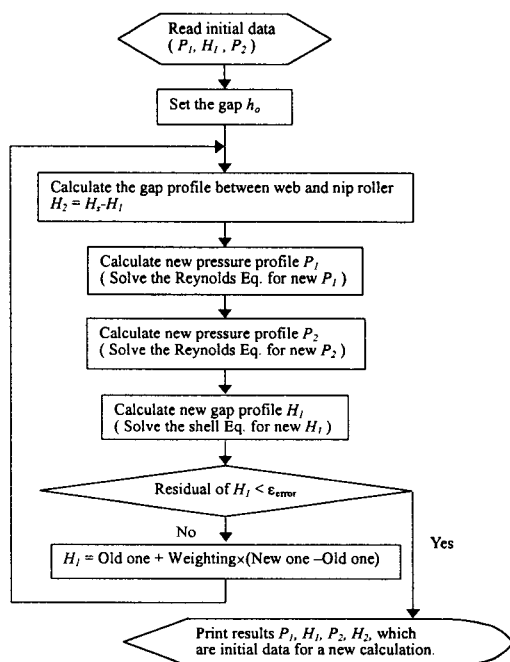 Read initial data
( P₁, H₁ , P₂ )
Set the gap hₒ
Calculate the gap profile between web and nip roller
H₂ = Hₛ-H₁
Calculate new pressure profile P₁
( Solve the Reynolds Eq. for new P₁ )
Calculate new pressure profile P₂
( Solve the Reynolds Eq. for new P₂ )
Calculate new gap profile H₁
( Solve the shell Eq. for new H₁ )
Residual of H₁ < ε_error
No
Yes
H₁ = Old one + Weighting×(New one –Old one)
Print results P₁, H₁, P₂, H₂, which
are initial data for a new calculation.